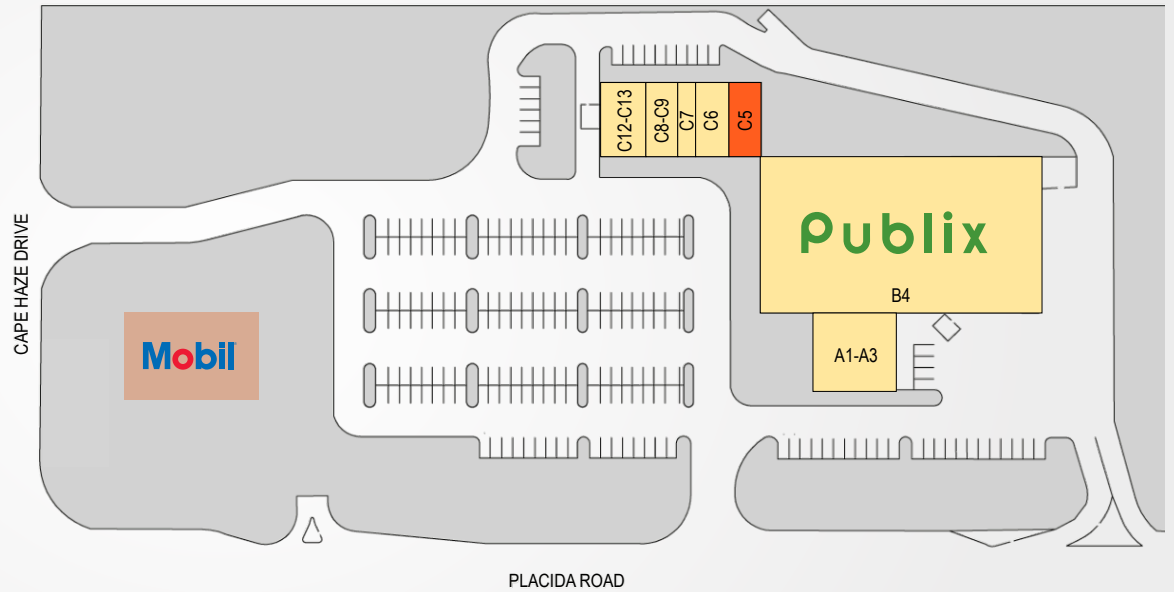 C12-C13
C8-C9
C7
C6
C5
Publix
B4
A1-A3
CAPE HAZE DRIVE
Mobil
PLACIDA ROAD